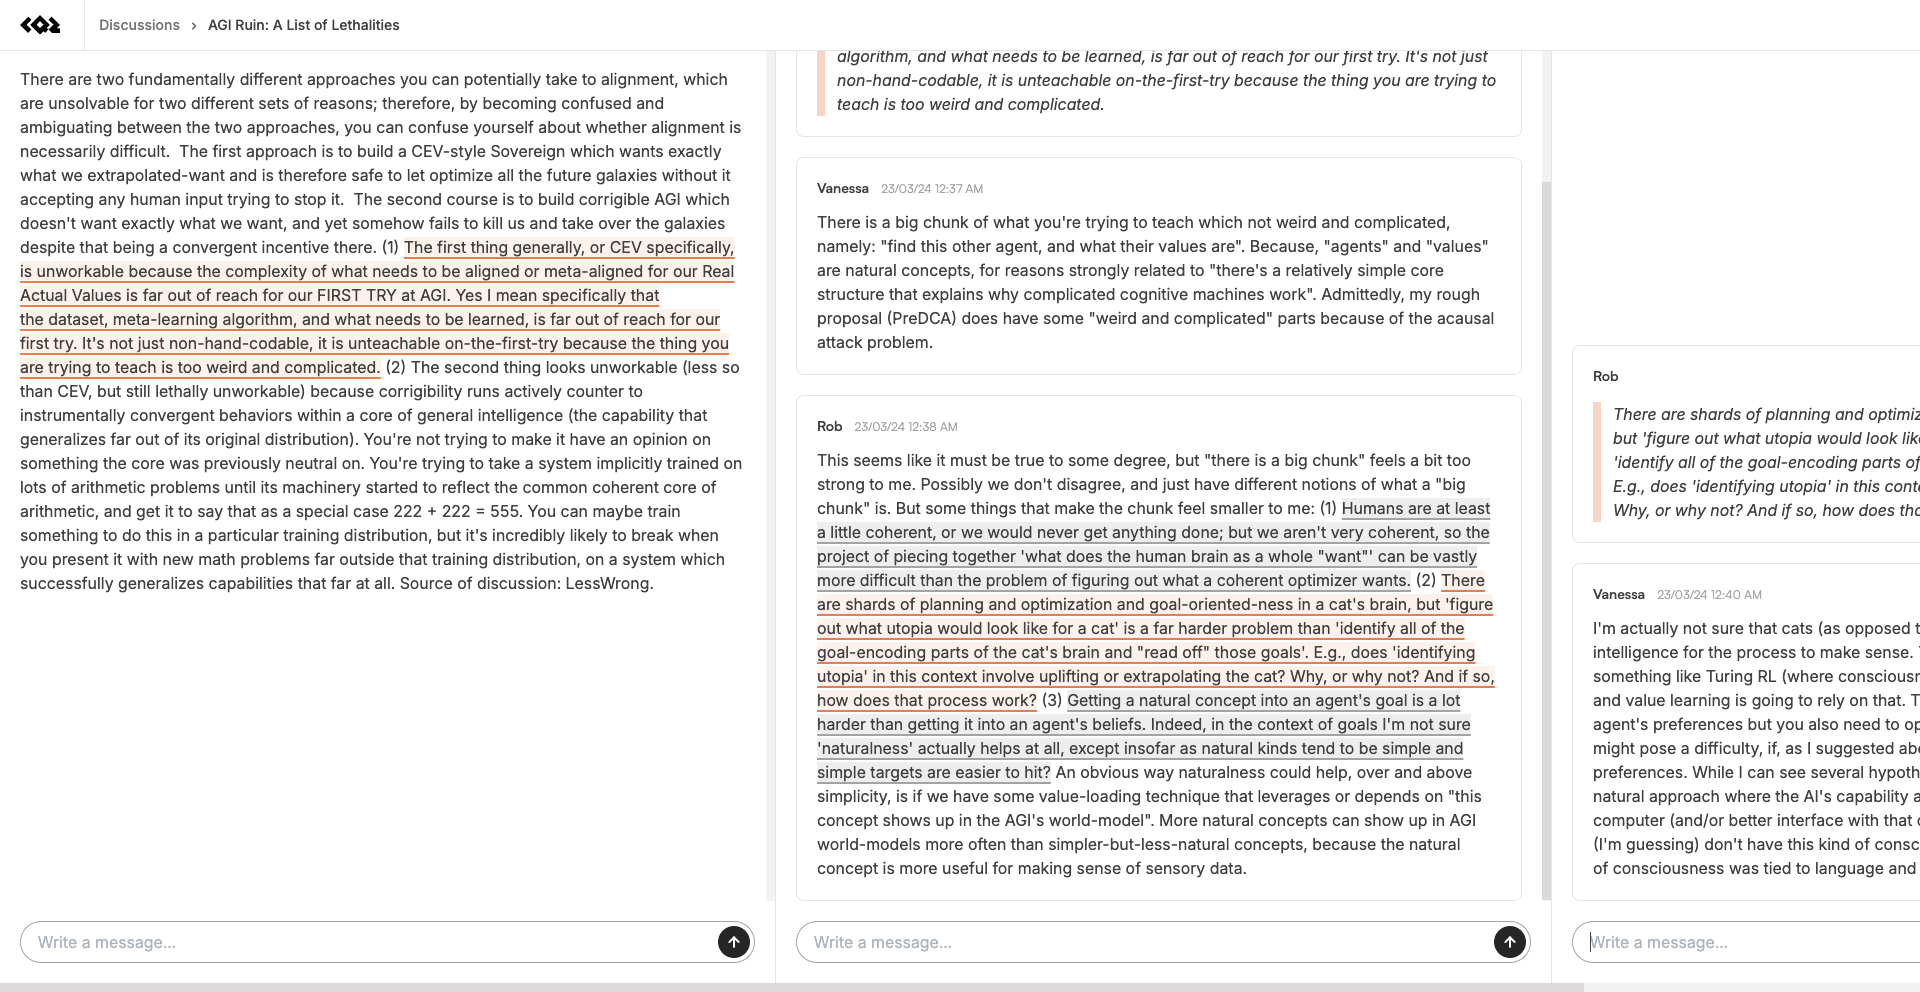 Discussions › AGI Ruin: A List of Lethalities
There are two fundamentally different approaches you can potentially take to alignment, which
are unsolvable for two different sets of reasons; therefore, by becoming confused and
ambiguating between the two approaches, you can confuse yourself about whether alignment is
necessarily difficult.  The first approach is to build a CEV-style Sovereign which wants exactly
what we extrapolated-want and is therefore safe to let optimize all the future galaxies without it
accepting any human input trying to stop it.  The second course is to build corrigible AGI which
doesn't want exactly what we want, and yet somehow fails to kill us and take over the galaxies
despite that being a convergent incentive there. (1) The first thing generally, or CEV specifically,
is unworkable because the complexity of what needs to be aligned or meta-aligned for our Real
Actual Values is far out of reach for our FIRST TRY at AGI. Yes I mean specifically that
the dataset, meta-learning algorithm, and what needs to be learned, is far out of reach for our
first try. It's not just non-hand-codable, it is unteachable on-the-first-try because the thing you
are trying to teach is too weird and complicated. (2) The second thing looks unworkable (less so
than CEV, but still lethally unworkable) because corrigibility runs actively counter to
instrumentally convergent behaviors within a core of general intelligence (the capability that
generalizes far out of its original distribution). You're not trying to make it have an opinion on
something the core was previously neutral on. You're trying to take a system implicitly trained on
lots of arithmetic problems until its machinery started to reflect the common coherent core of
arithmetic, and get it to say that as a special case 222 + 222 = 555. You can maybe train
something to do this in a particular training distribution, but it's incredibly likely to break when
you present it with new math problems far outside that training distribution, on a system which
successfully generalizes capabilities that far at all. Source of discussion: LessWrong.
Write a message...
algorithm, and what needs to be learned, is far out of reach for our first try. It's not just
non-hand-codable, it is unteachable on-the-first-try because the thing you are trying to
teach is too weird and complicated.
Vanessa 23/03/24 12:37 AM
There is a big chunk of what you're trying to teach which not weird and complicated,
namely: "find this other agent, and what their values are". Because, "agents" and "values"
are natural concepts, for reasons strongly related to "there's a relatively simple core
structure that explains why complicated cognitive machines work". Admittedly, my rough
proposal (PreDCA) does have some "weird and complicated" parts because of the acausal
attack problem.
Rob 23/03/24 12:38 AM
This seems like it must be true to some degree, but "there is a big chunk" feels a bit too
strong to me. Possibly we don't disagree, and just have different notions of what a "big
chunk" is. But some things that make the chunk feel smaller to me: (1) Humans are at least
a little coherent, or we would never get anything done; but we aren't very coherent, so the
project of piecing together 'what does the human brain as a whole "want"' can be vastly
more difficult than the problem of figuring out what a coherent optimizer wants. (2) There
are shards of planning and optimization and goal-oriented-ness in a cat's brain, but 'figure
out what utopia would look like for a cat' is a far harder problem than 'identify all of the
goal-encoding parts of the cat's brain and "read off" those goals'. E.g., does 'identifying
utopia' in this context involve uplifting or extrapolating the cat? Why, or why not? And if so,
how does that process work? (3) Getting a natural concept into an agent's goal is a lot
harder than getting it into an agent's beliefs. Indeed, in the context of goals I'm not sure
'naturalness' actually helps at all, except insofar as natural kinds tend to be simple and
simple targets are easier to hit? An obvious way naturalness could help, over and above
simplicity, is if we have some value-loading technique that leverages or depends on "this
concept shows up in the AGI's world-model". More natural concepts can show up in AGI
world-models more often than simpler-but-less-natural concepts, because the natural
concept is more useful for making sense of sensory data.
Write a message...
Rob
There are shards of planning and optimiz
but 'figure out what utopia would look lik
'identify all of the goal-encoding parts of
E.g., does 'identifying utopia' in this cont
Why, or why not? And if so, how does tha
Vanessa 23/03/24 12:40 AM
I'm actually not sure that cats (as opposed t
intelligence for the process to make sense.
something like Turing RL (where consciousn
and value learning is going to rely on that. T
agent's preferences but you also need to op
might pose a difficulty, if, as I suggested abo
preferences. While I can see several hypoth
natural approach where the AI's capability a
computer (and/or better interface with that
(I'm guessing) don't have this kind of consc
of consciousness was tied to language and
Write a message...